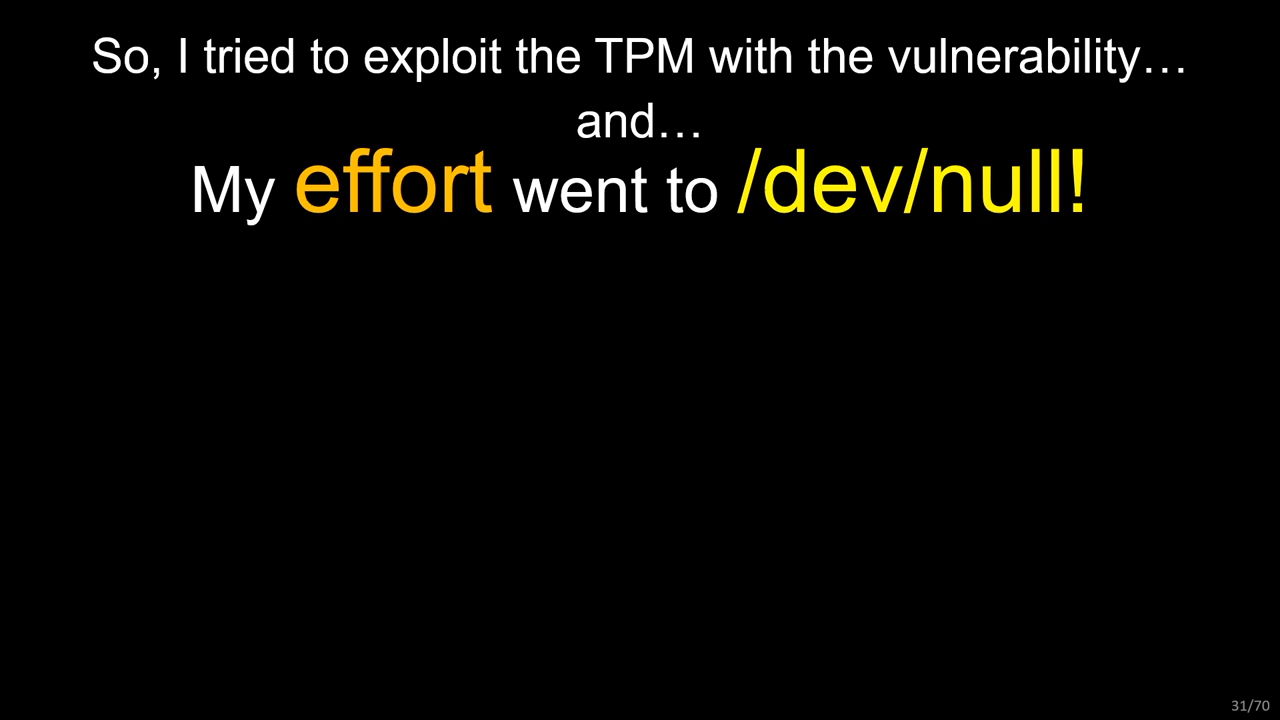 So, I tried to exploit the TPM with the vulnerability…
and…
My effort went to /dev/null!
31/70